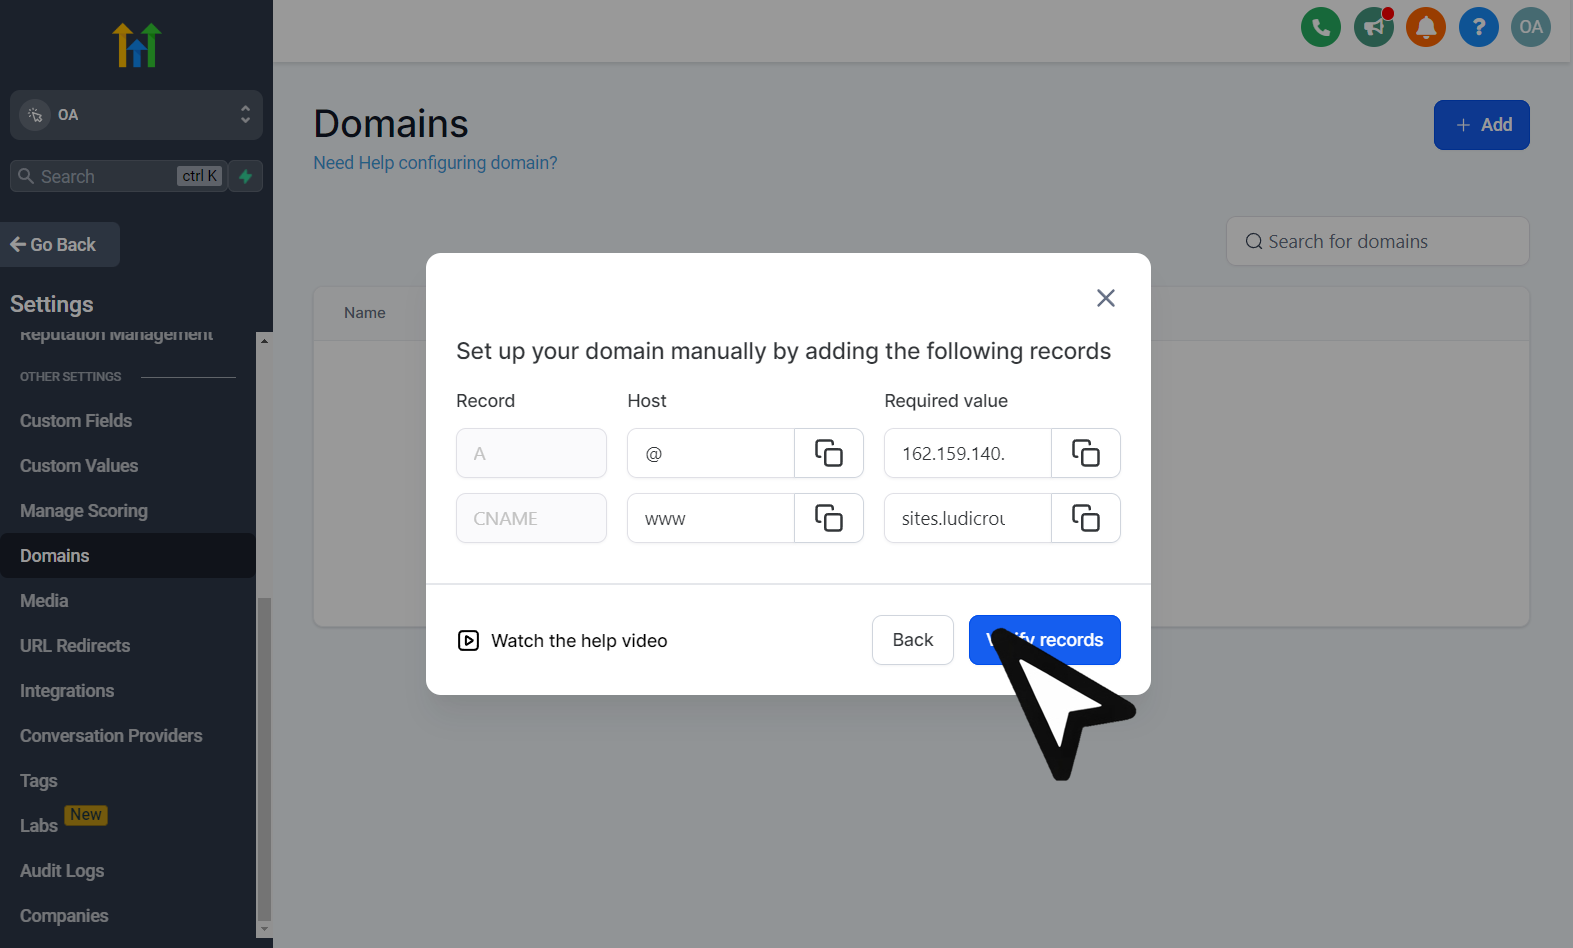 OA
Search ctrl K
Go Back
Settings
Reputation Management
OTHER SETTINGS
Custom Fields
Custom Values
Manage Scoring
Domains
Media
URL Redirects
Integrations
Conversation Providers
Tags
Labs New
Audit Logs
Companies
? OA
Domains
Need Help configuring domain?
+ Add
Search for domains
Name
Set up your domain manually by adding the following records
Record Host Required value
A @ 162.159.140.
CNAME www sites.ludicrou
Watch the help video
Back
records